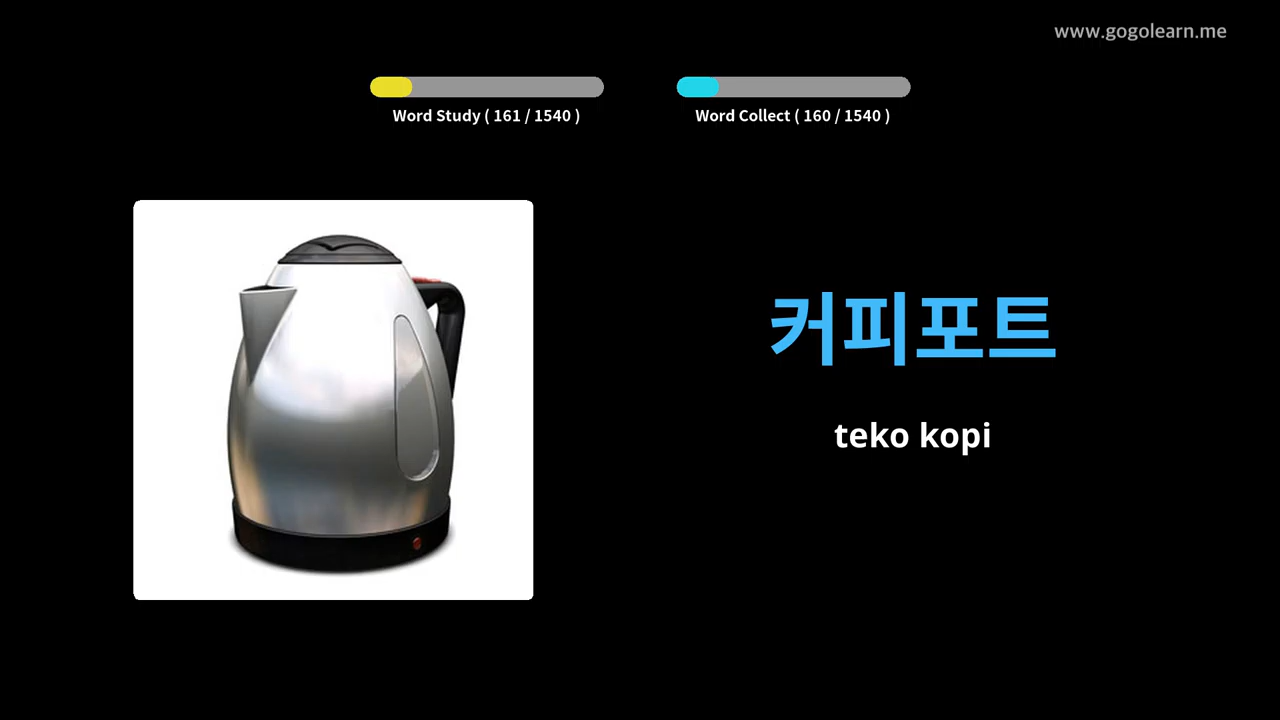 www.gogolearn.me
Word Study ( 161 / 1540 )
Word Collect ( 160 / 1540 )
커피포트
teko kopi